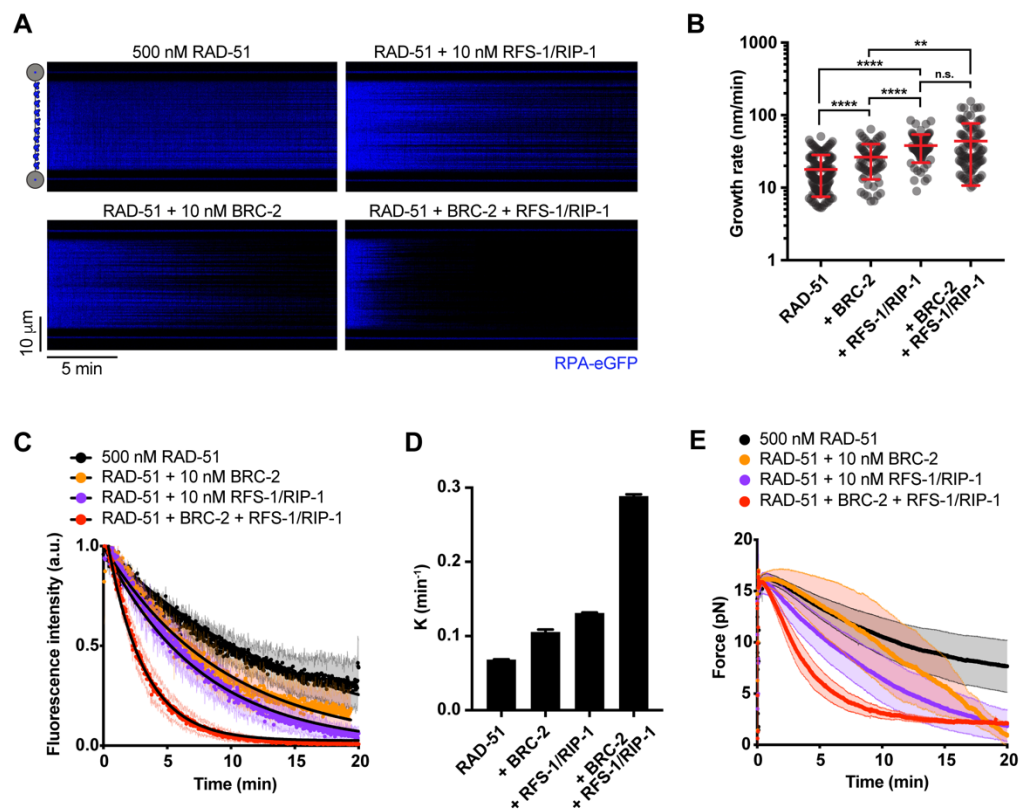 A
500 nM RAD-51
RAD-51 + 10 nM RFS-1/RIP-1
RAD-51 + 10 nM BRC-2
RAD-51 + BRC-2 + RFS-1/RIP-1
10 μm
5 min
RPA-eGFP
B
Growth rate (nm/min)
1000
100
10
1
****
**
****
****
n.s.
RAD-51
+ BRC-2
+ RFS-1/RIP-1
+ BRC-2
+ RFS-1/RIP-1
C
500 nM RAD-51
RAD-51 + 10 nM BRC-2
RAD-51 + 10 nM RFS-1/RIP-1
RAD-51 + BRC-2 + RFS-1/RIP-1
Fluorescence intensity (a.u.)
1.0
0.5
0.0
0 5 10 15 20
Time (min)
D
K (min⁻¹)
0.3
0.2
0.1
0.0
RAD-51
+ BRC-2
+ RFS-1/RIP-1
+ BRC-2
+ RFS-1/RIP-1
E
500 nM RAD-51
RAD-51 + 10 nM BRC-2
RAD-51 + 10 nM RFS-1/RIP-1
RAD-51 + BRC-2 + RFS-1/RIP-1
Force (pN)
20
15
10
5
0
0 5 10 15 20
Time (min)